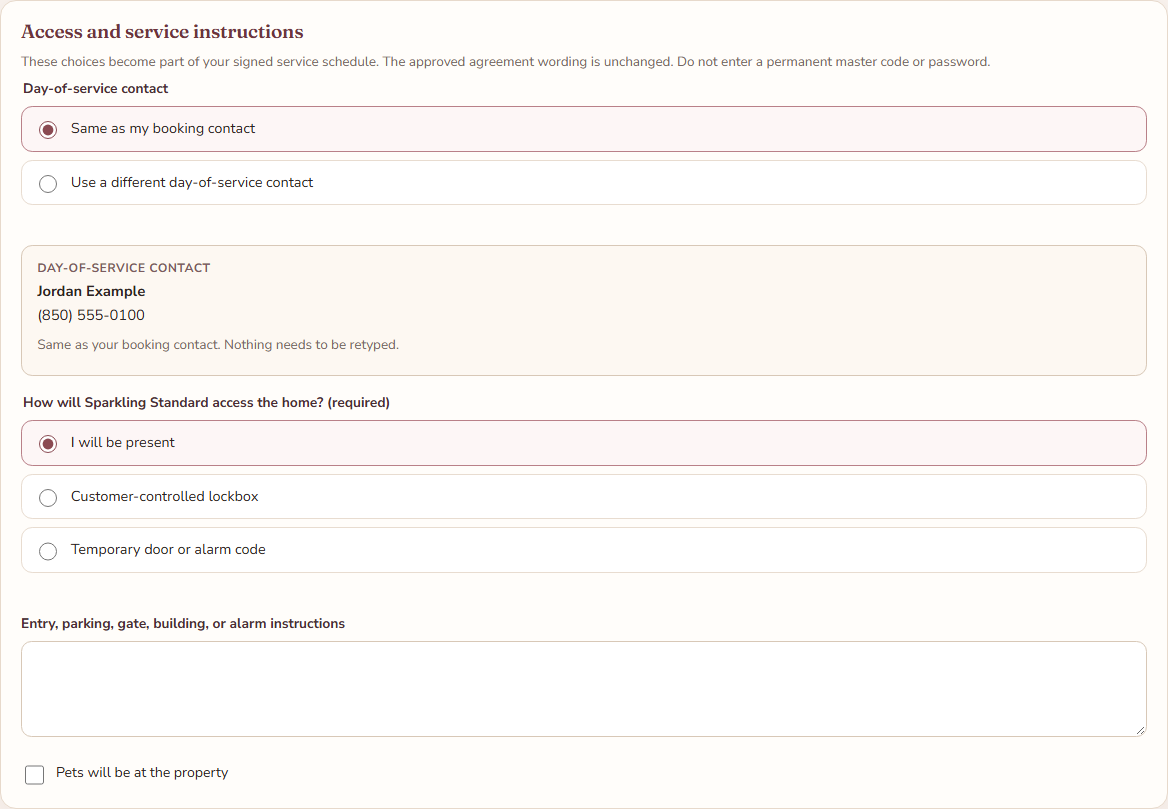 Access and service instructions
These choices become part of your signed service schedule. The approved agreement wording is unchanged. Do not enter a permanent master code or password.
Day-of-service contact
Same as my booking contact
Use a different day-of-service contact
DAY-OF-SERVICE CONTACT
Jordan Example
(850) 555-0100
Same as your booking contact. Nothing needs to be retyped.
How will Sparkling Standard access the home? (required)
I will be present
Customer-controlled lockbox
Temporary door or alarm code
Entry, parking, gate, building, or alarm instructions
Pets will be at the property